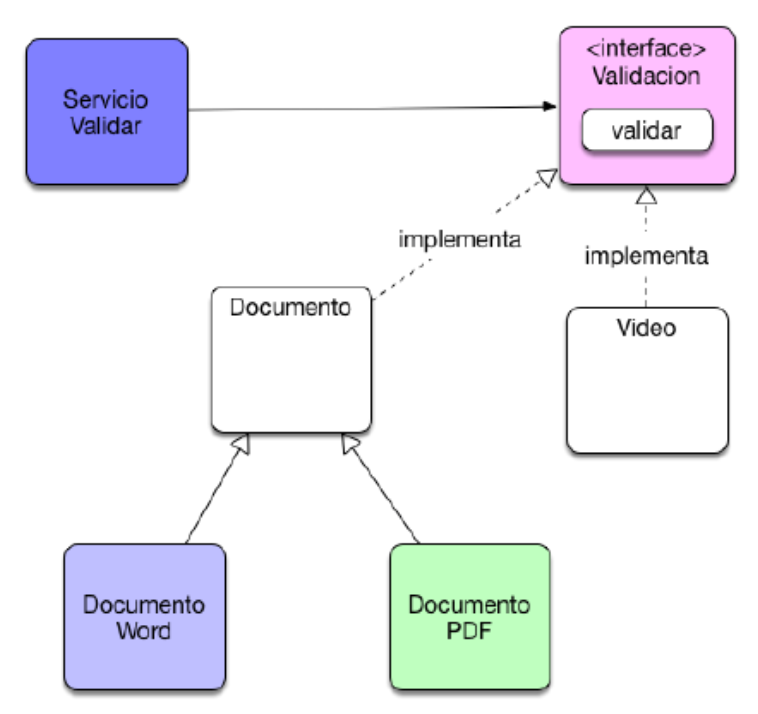 Servicio
Validar
<interface>
Validacion
validar
implementa
implementa
Documento
Video
Documento
Word
Documento
PDF